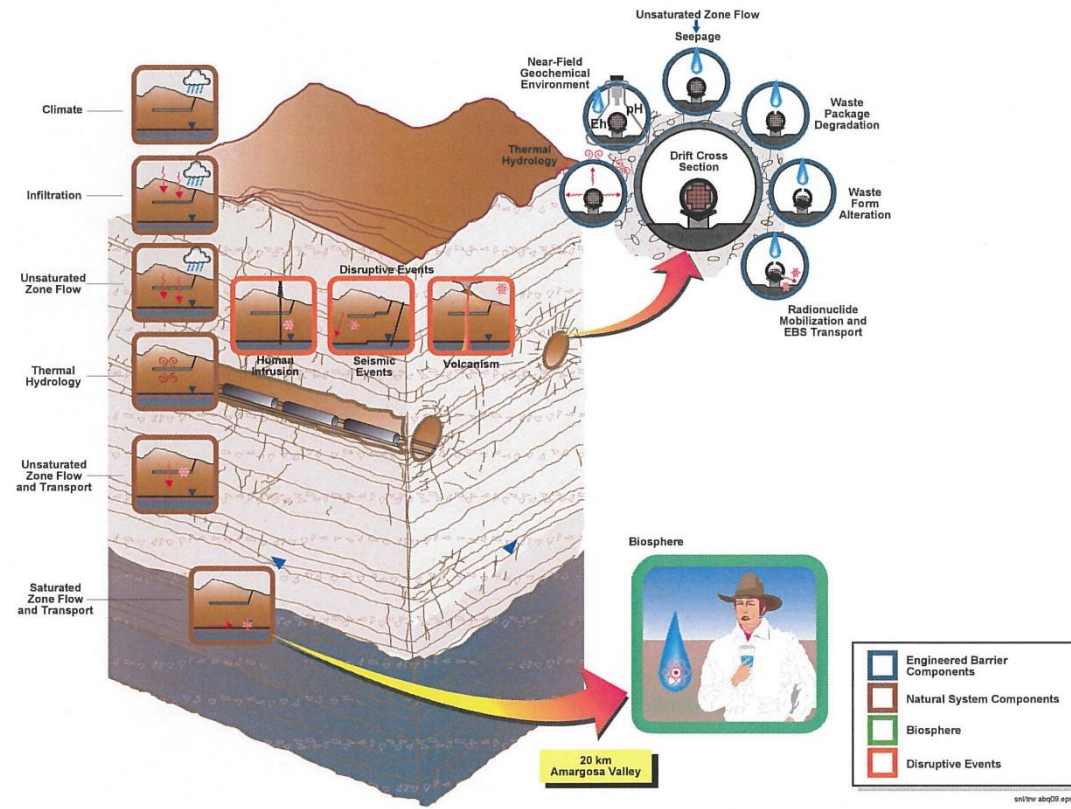 Climate
Infiltration
Unsaturated
Zone Flow
Thermal
Hydrology
Unsaturated
Zone Flow
and Transport
Saturated
Zone Flow
and Transport
Disruptive Events
Human
Intrusion
Seismic
Events
Volcanism
Unsaturated Zone Flow
Seepage
Near-Field
Geochemical
Environment
pH
Eh
Thermal
Hydrology
Drift Cross
Section
Waste
Package
Degradation
Waste
Form
Alteration
Radionuclide
Mobilization and
EBS Transport
Biosphere
20 km
Amargosa Valley
Engineered Barrier
Components
Natural System Components
Biosphere
Disruptive Events